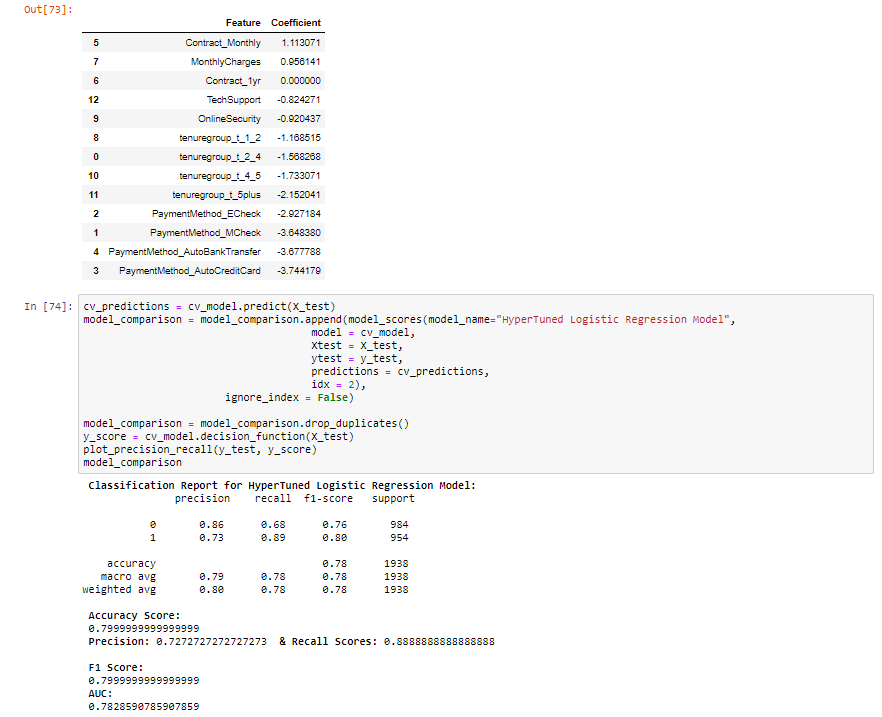 Out[73]:
Feature Coefficient
5 Contract_Monthly 1.113071
7 MonthlyCharges 0.956141
6 Contract_1yr 0.000000
12 TechSupport -0.824271
9 OnlineSecurity -0.920437
8 tenuregroup_t_1_2 -1.168515
0 tenuregroup_t_2_4 -1.568268
10 tenuregroup_t_4_5 -1.733071
11 tenuregroup_t_5plus -2.152041
2 PaymentMethod_ECheck -2.927184
1 PaymentMethod_MCheck -3.648380
4 PaymentMethod_AutoBankTransfer -3.677788
3 PaymentMethod_AutoCreditCard -3.744179
In [74]: cv_predictions = cv_model.predict(X_test)
model_comparison = model_comparison.append(model_scores(model_name="HyperTuned Logistic Regression Model",
model = cv_model,
Xtest = X_test,
ytest = y_test,
predictions = cv_predictions,
idx = 2),
ignore_index = False)
model_comparison = model_comparison.drop_duplicates()
y_score = cv_model.decision_function(X_test)
plot_precision_recall(y_test, y_score)
model_comparison
Classification Report for HyperTuned Logistic Regression Model:
precision recall f1-score support
0 0.86 0.68 0.76 984
1 0.73 0.89 0.80 954
accuracy 0.78 1938
macro avg 0.79 0.78 0.78 1938
weighted avg 0.80 0.78 0.78 1938
Accuracy Score:
0.7999999999999999
Precision: 0.7272727272727273 & Recall Scores: 0.8888888888888888
F1 Score:
0.7999999999999999
AUC:
0.7828590785907859